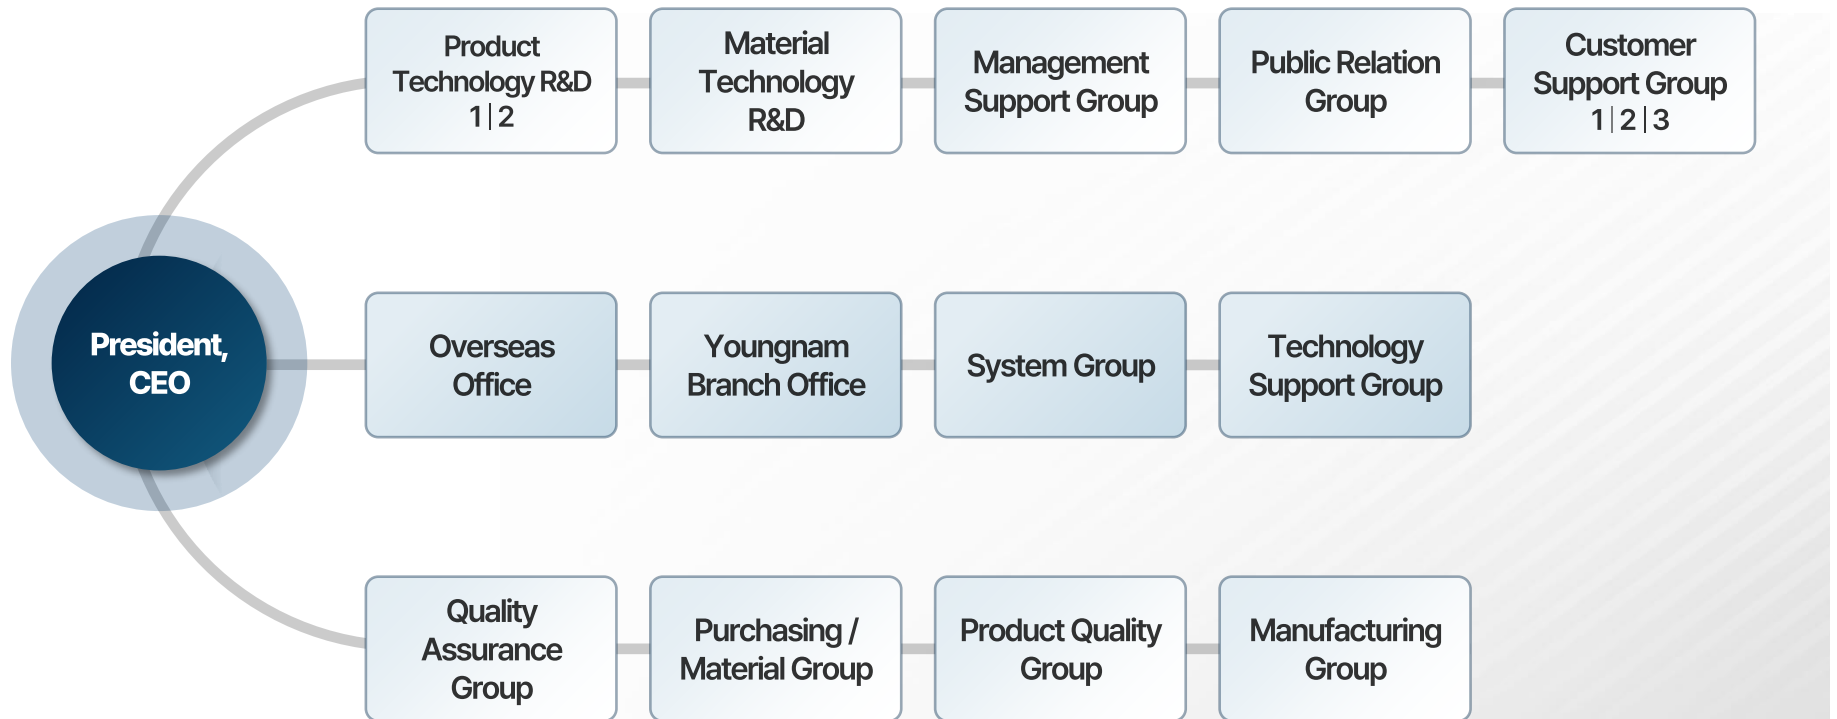 Product
Technology R&D
1|2
Material
Technology
R&D
Management
Support Group
Public Relation
Group
Customer
Support Group
1|2|3
President,
CEO
Overseas
Office
Youngnam
Branch Office
System Group
Technology
Support Group
Quality
Assurance
Group
Purchasing /
Material Group
Product Quality
Group
Manufacturing
Group